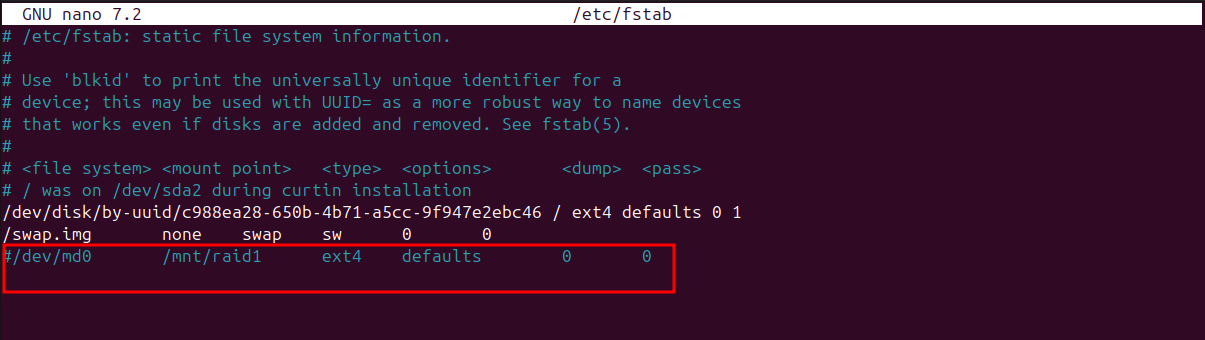 GNU nano 7.2 /etc/fstab
# /etc/fstab: static file system information.
#
# Use 'blkid' to print the universally unique identifier for a
# device; this may be used with UUID= as a more robust way to name devices
# that works even if disks are added and removed. See fstab(5).
#
# <file system> <mount point>   <type>  <options>       <dump>  <pass>
# / was on /dev/sda2 during curtin installation
/dev/disk/by-uuid/c988ea28-650b-4b71-a5cc-9f947e2ebc46 / ext4 defaults 0 1
/swap.img       none    swap    sw      0       0
#/dev/md0       /mnt/raid1      ext4    defaults        0       0